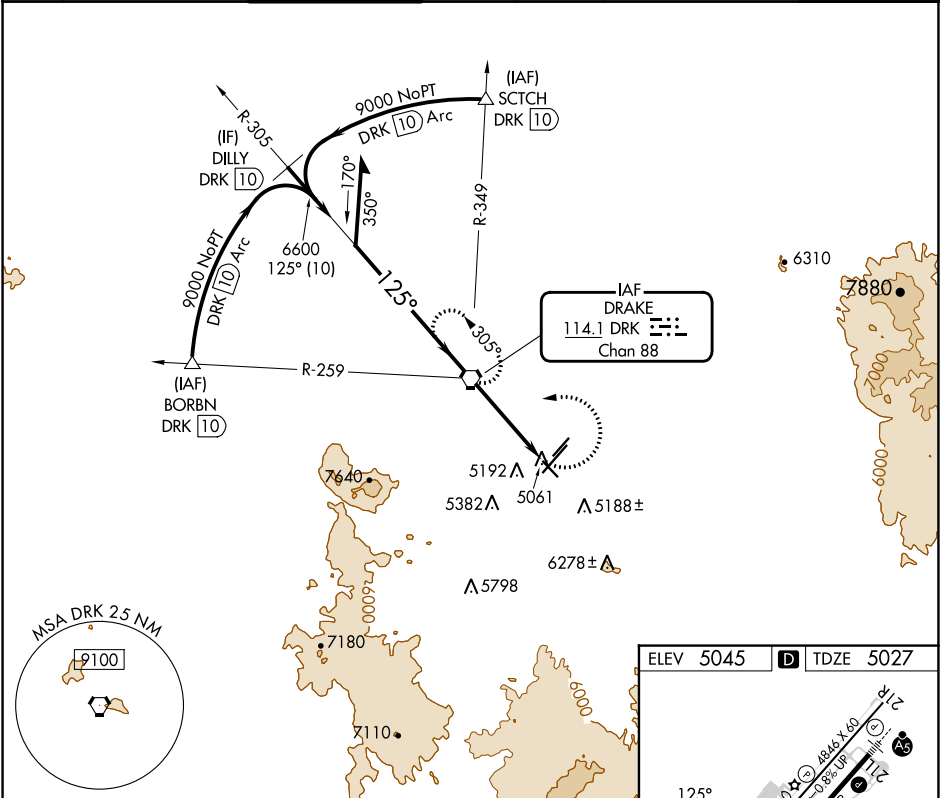 (IAF)
SCTCH
DRK 10
9000 NoPT
DRK 10 Arc
R-305
(IF)
DILLY
DRK 10
170°
350°
R-349
6600
125° (10)
9000 NoPT
DRK 10 Arc
125°
6310
7880
7000
6000
IAF
DRAKE
114.1 DRK
Chan 88
305°
R-259
(IAF)
BORBN
DRK 10
7640
5192
5061
5382
5188±
6278±
5798
6000
7180
7110
6000
MSA DRK 25 NM
9100
ELEV 5045 D TDZE 5027
21R
4846 X 60
0.8% UP
P
A5
21L
P
P
125°